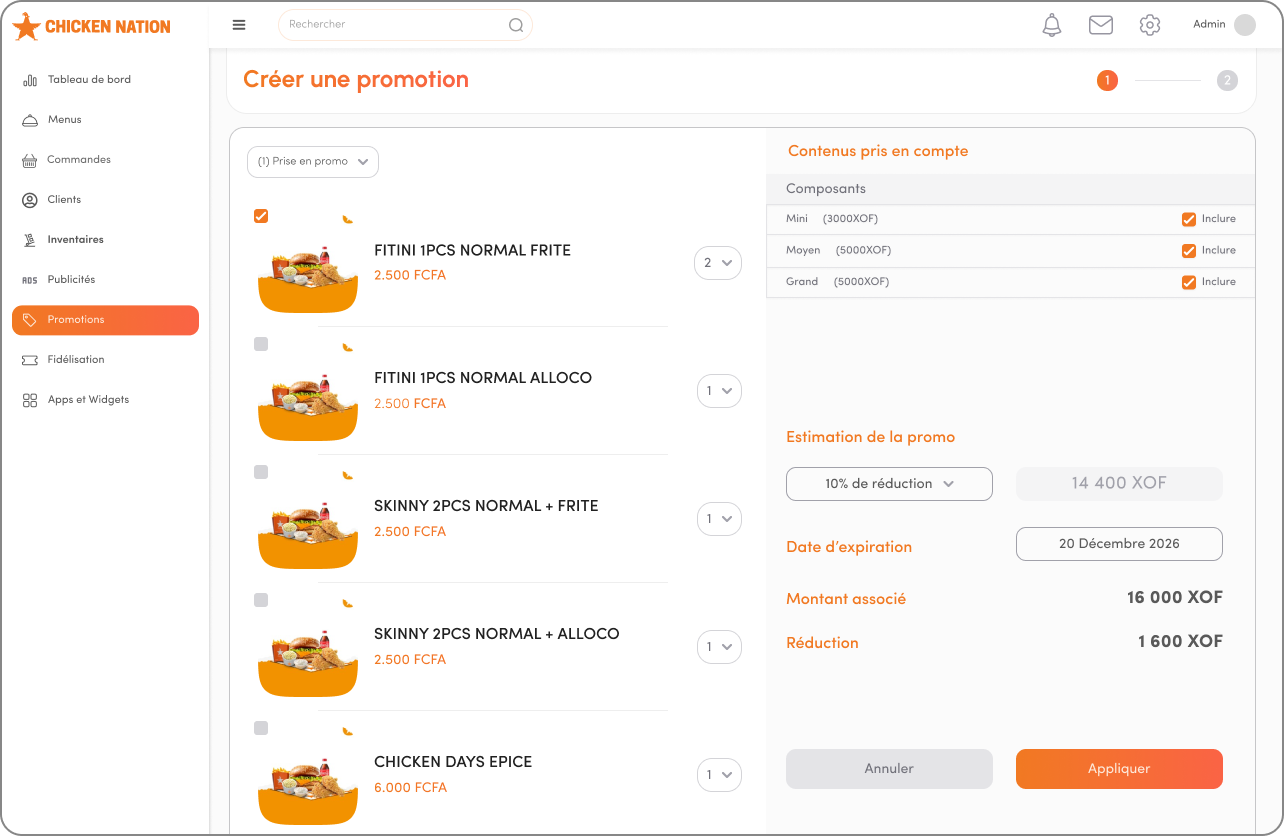 CHICKEN NATION
Rechercher
Admin
Tableau de bord
Menus
Commandes
Clients
Inventaires
ADS Publicités
Promotions
Fidélisation
Apps et Widgets
Créer une promotion
1
2
(1) Prise en promo
FITINI 1PCS NORMAL FRITE
2.500 FCFA
2
FITINI 1PCS NORMAL ALLOCO
2.500 FCFA
1
SKINNY 2PCS NORMAL + FRITE
2.500 FCFA
1
SKINNY 2PCS NORMAL + ALLOCO
2.500 FCFA
1
CHICKEN DAYS EPICE
6.000 FCFA
1
Contenus pris en compte
Composants
Mini (3000XOF) Inclure
Moyen (5000XOF) Inclure
Grand (5000XOF) Inclure
Estimation de la promo
10% de réduction 14 400 XOF
Date d’expiration 20 Décembre 2026
Montant associé 16 000 XOF
Réduction 1 600 XOF
Annuler Appliquer